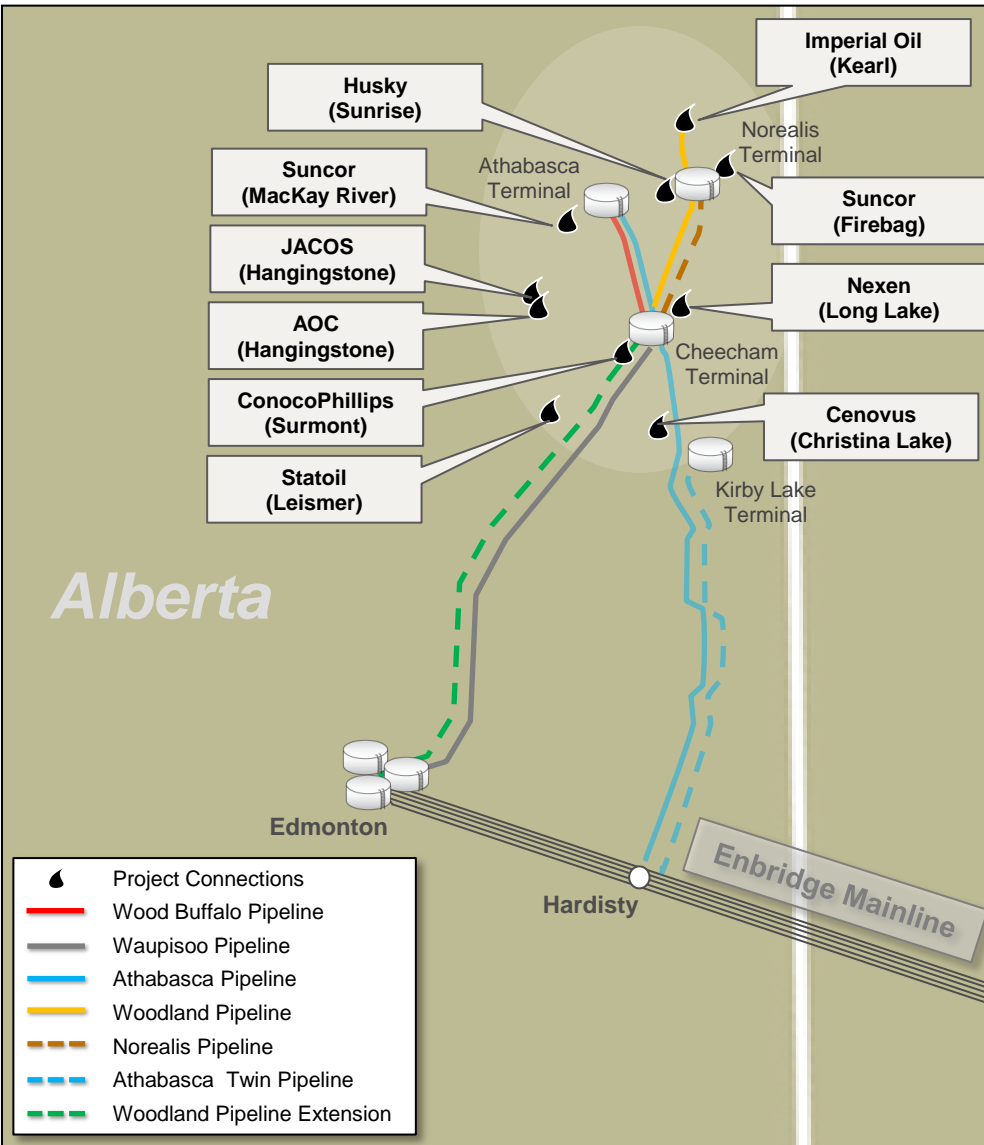 Imperial Oil
(Kearl)
Husky
(Sunrise)
Norealis
Terminal
Athabasca
Terminal
Suncor
(MacKay River)
Suncor
(Firebag)
JACOS
(Hangingstone)
Nexen
(Long Lake)
AOC
(Hangingstone)
Cheecham
Terminal
ConocoPhillips
(Surmont)
Cenovus
(Christina Lake)
Statoil
(Leismer)
Kirby Lake
Terminal
Alberta
Edmonton
Enbridge Mainline
Hardisty
Project Connections
Wood Buffalo Pipeline
Waupisoo Pipeline
Athabasca Pipeline
Woodland Pipeline
Norealis Pipeline
Athabasca  Twin Pipeline
Woodland Pipeline Extension